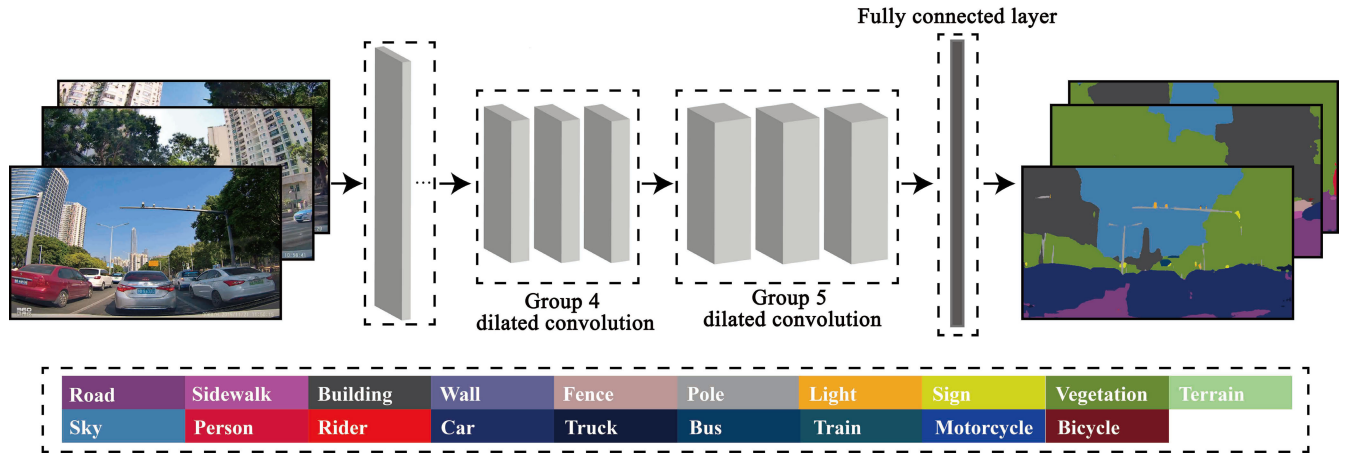 Fully connected layer
Group 4
dilated convolution
Group 5
dilated convolution
Road Sidewalk Building Wall Fence Pole Light Sign Vegetation Terrain
Sky Person Rider Car Truck Bus Train Motorcycle Bicycle